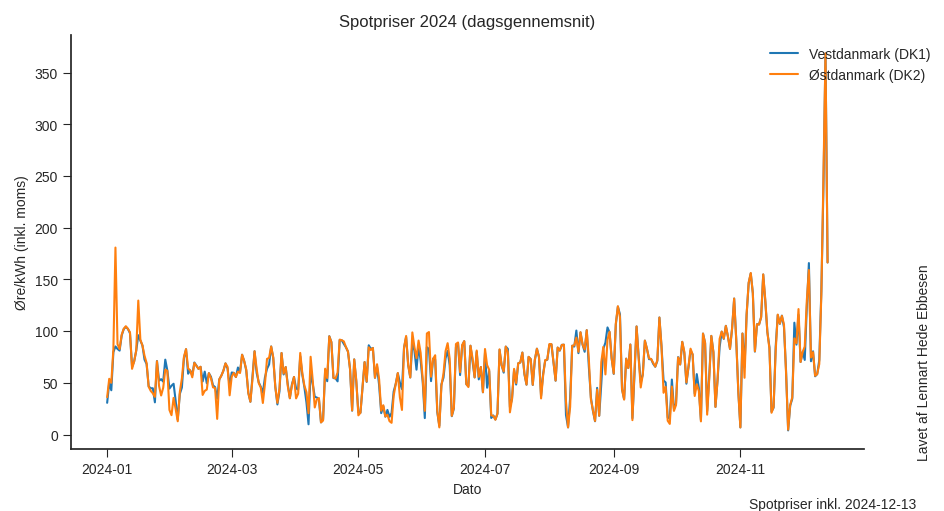 Spotpriser 2024 (dagsgennemsnit)
Vestdanmark (DK1)
Østdanmark (DK2)
Øre/kWh (inkl. moms)
350
300
250
200
150
100
50
0
2024-01
2024-03
2024-05
2024-07
2024-09
2024-11
Dato
Lavet af Lennart Hede Ebbesen
Spotpriser inkl. 2024-12-13